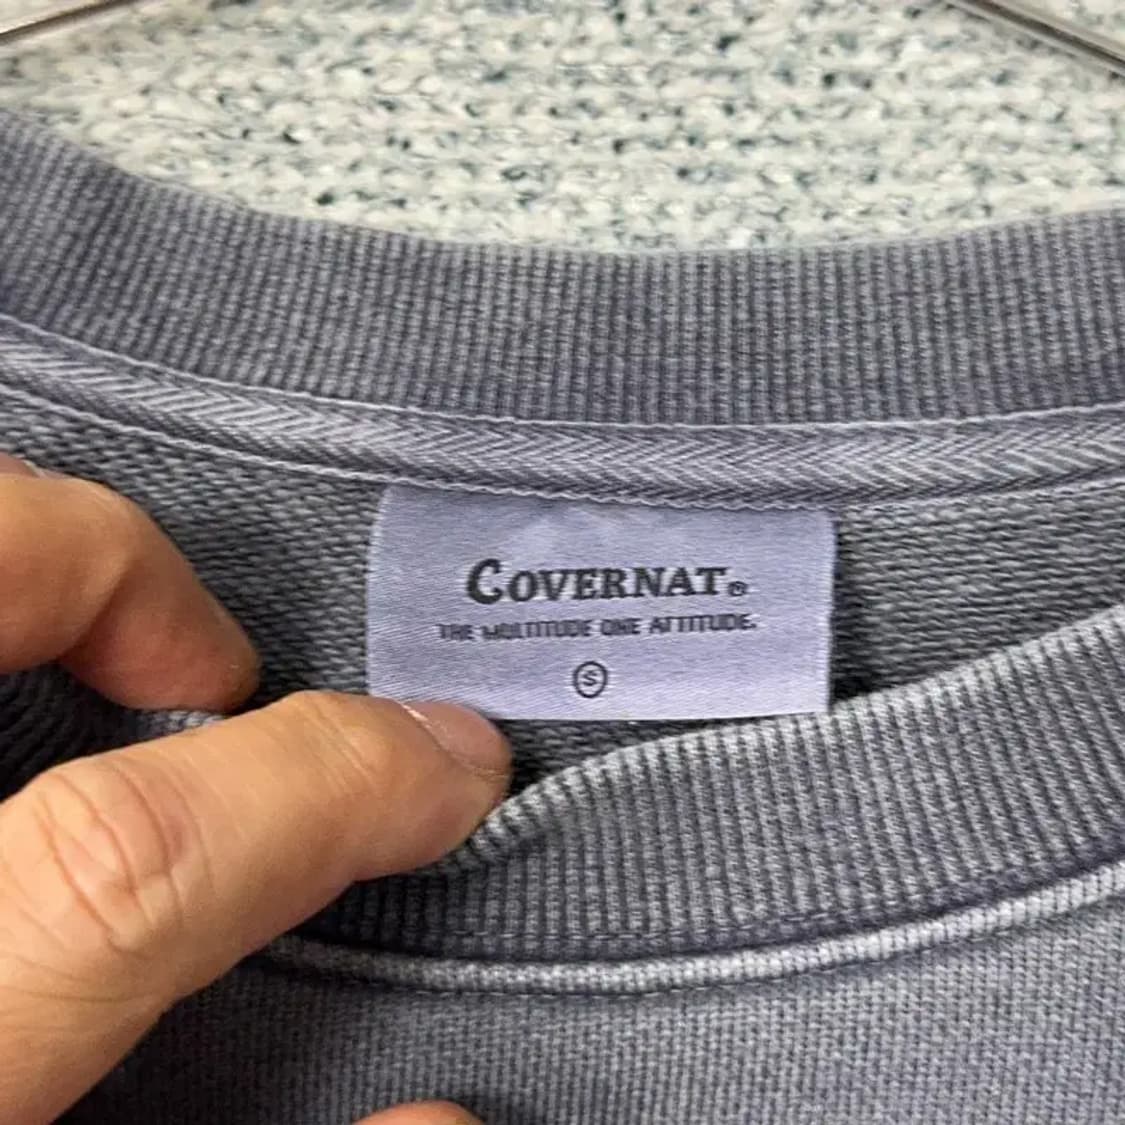 COVERNAT®
THE MULTITUDE ONE ATTITUDE.
S